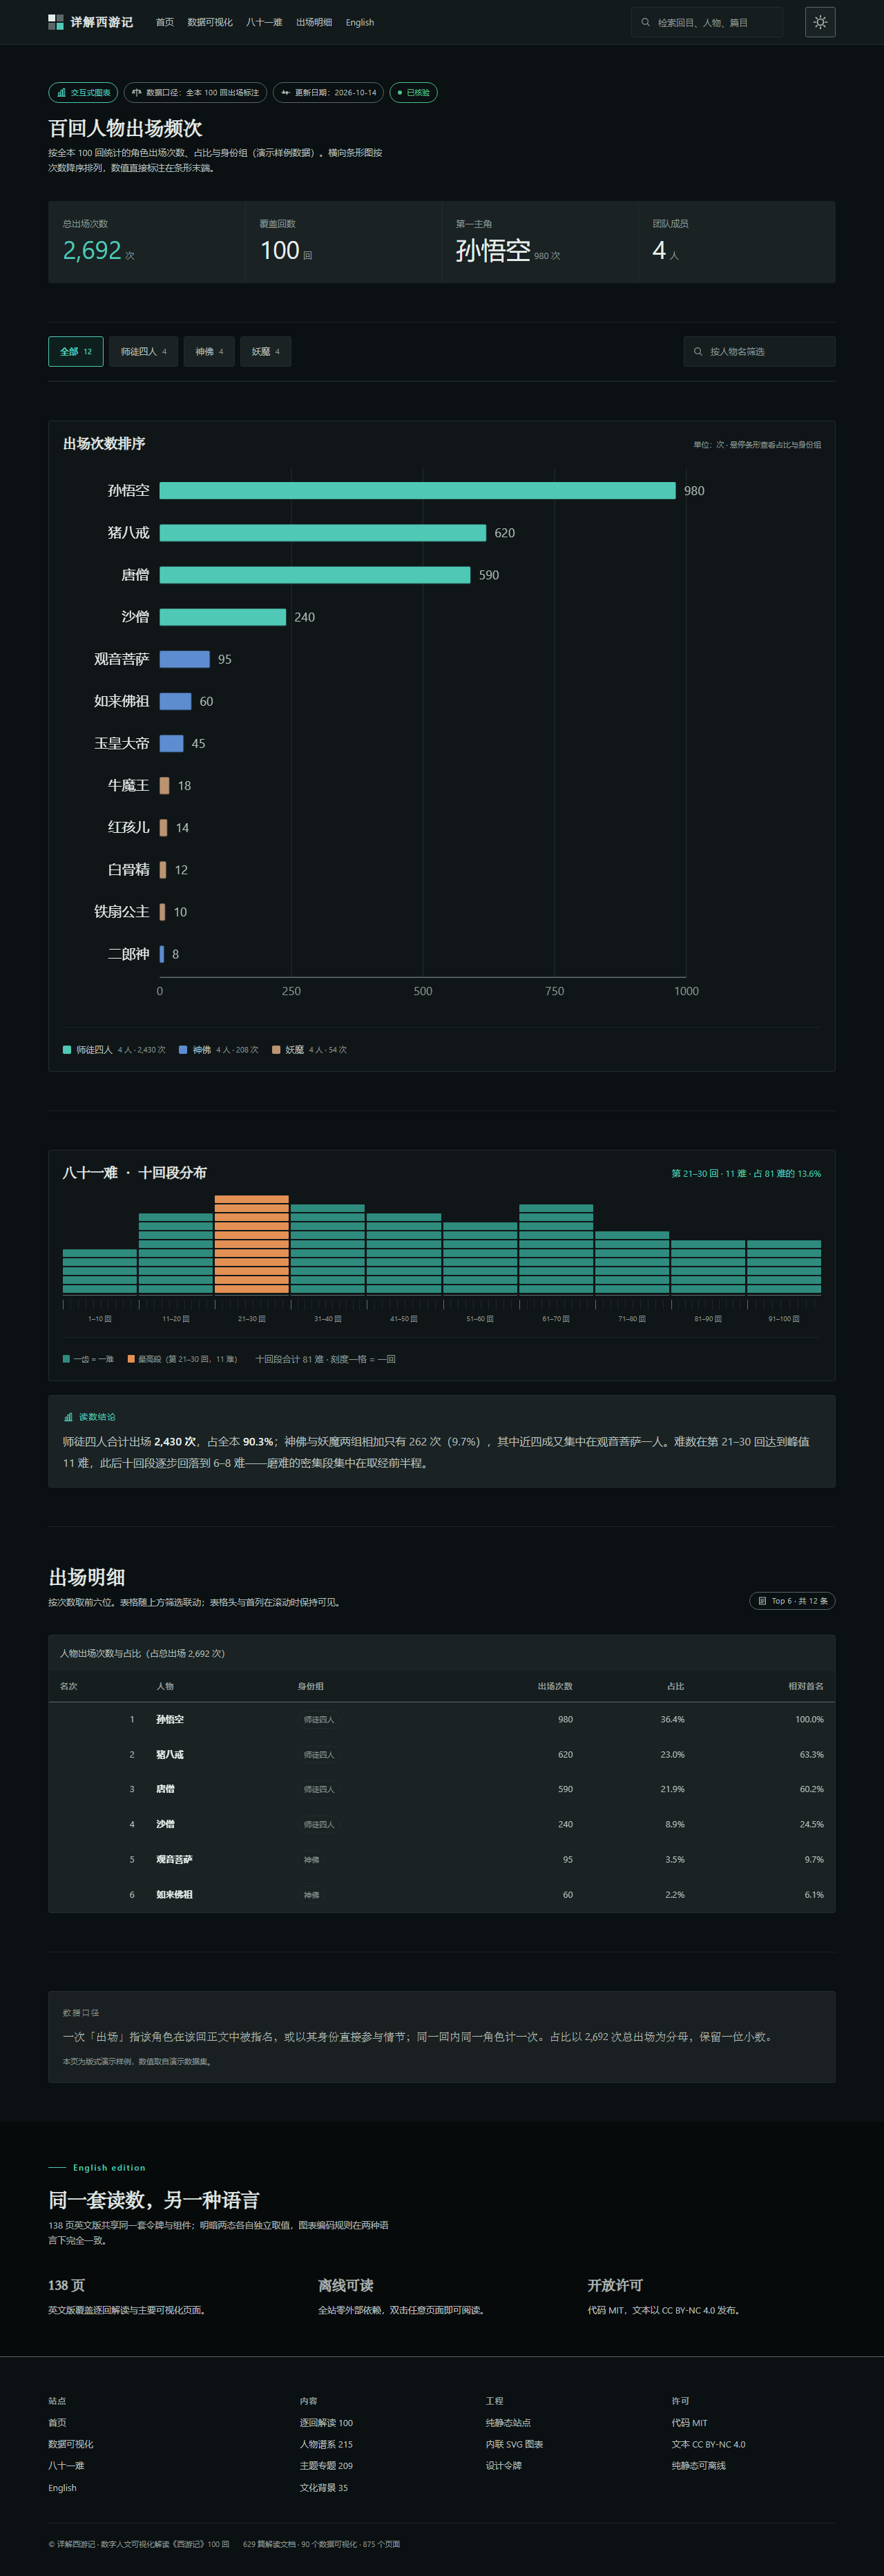 详解西游记 首页 数据可视化 八十一难 出场明细 English 检索回目、人物、篇目
交互式图表 数据口径：全本 100 回出场标注 更新日期：2026-10-14 已核验
百回人物出场频次
按全本 100 回统计的角色出场次数、占比与身份组（演示样例数据）。横向条形图按
次数降序排列，数值直接标注在条形末端。
总出场次数 覆盖回数 第一主角 团队成员
2,692 次 100 回 孙悟空 980 次 4 人
全部 12 师徒四人 4 神佛 4 妖魔 4 按人物名筛选
出场次数排序 单位：次 · 悬停条形查看占比与身份组
孙悟空 980
猪八戒 620
唐僧 590
沙僧 240
观音菩萨 95
如来佛祖 60
玉皇大帝 45
牛魔王 18
红孩儿 14
白骨精 12
铁扇公主 10
二郎神 8
0 250 500 750 1000
师徒四人 4 人 · 2,430 次 神佛 4 人 · 208 次 妖魔 4 人 · 54 次
八十一难 · 十回段分布 第 21–30 回 · 11 难 · 占 81 难的 13.6%
1–10 回 11–20 回 21–30 回 31–40 回 41–50 回 51–60 回 61–70 回 71–80 回 81–90 回 91–100 回
一齿 = 一难 最高段（第 21–30 回，11 难） 十回段合计 81 难 · 刻度一格 = 一回
读数结论
师徒四人合计出场 2,430 次，占全本 90.3%；神佛与妖魔两组相加只有 262 次（9.7%），其中近四成又集中在观音菩萨一人。难数在第 21–30 回达到峰值
11 难，此后十回段逐步回落到 6–8 难——磨难的密集段集中在取经前半程。
出场明细
按次数取前六位。表格随上方筛选联动；表格头与首列在滚动时保持可见。 Top 6 · 共 12 条
人物出场次数与占比（占总出场 2,692 次）
名次 人物 身份组 出场次数 占比 相对首名
1 孙悟空 师徒四人 980 36.4% 100.0%
2 猪八戒 师徒四人 620 23.0% 63.3%
3 唐僧 师徒四人 590 21.9% 60.2%
4 沙僧 师徒四人 240 8.9% 24.5%
5 观音菩萨 神佛 95 3.5% 9.7%
6 如来佛祖 神佛 60 2.2% 6.1%
数据口径
一次「出场」指该角色在该回正文中被指名，或以其身份直接参与情节；同一回内同一角色计一次。占比以 2,692 次总出场为分母，保留一位小数。
本页为版式演示样例，数值取自演示数据集。
English edition
同一套读数，另一种语言
138 页英文版共享同一套令牌与组件；明暗两态各自独立取值，图表编码规则在两种语
言下完全一致。
138 页 离线可读 开放许可
英文版覆盖逐回解读与主要可视化页面。 全站零外部依赖，双击任意页面即可阅读。 代码 MIT，文本以 CC BY-NC 4.0 发布。
站点 内容 工程 许可
首页 逐回解读 100 纯静态站点 代码 MIT
数据可视化 人物谱系 215 内联 SVG 图表 文本 CC BY-NC 4.0
八十一难 主题专题 209 设计令牌 纯静态可离线
English 文化背景 35
© 详解西游记 · 数字人文可视化解读《西游记》100 回 629 篇解读文档 · 90 个数据可视化 · 875 个页面